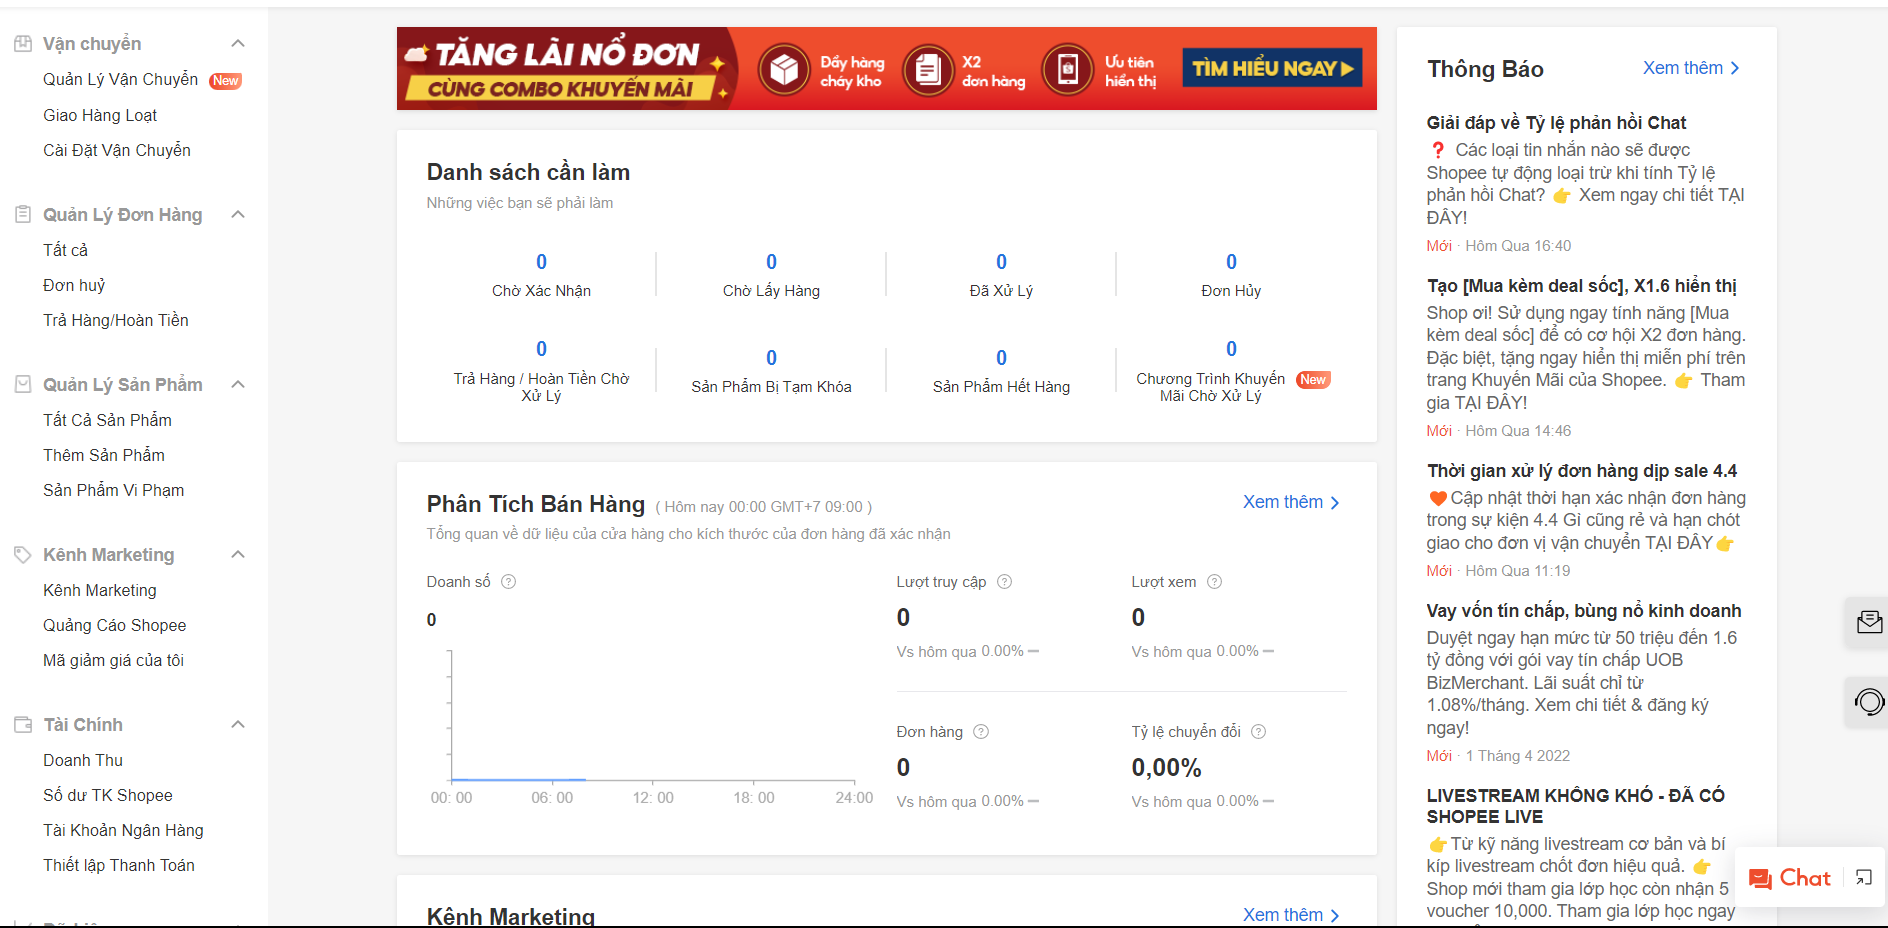 Vận chuyển
Quản Lý Vận Chuyển New
Giao Hàng Loạt
Cài Đặt Vận Chuyển
Quản Lý Đơn Hàng
Tất cả
Đơn huỷ
Trả Hàng/Hoàn Tiền
Quản Lý Sản Phẩm
Tất Cả Sản Phẩm
Thêm Sản Phẩm
Sản Phẩm Vi Phạm
Kênh Marketing
Kênh Marketing
Quảng Cáo Shopee
Mã giảm giá của tôi
Tài Chính
Doanh Thu
Số dư TK Shopee
Tài Khoản Ngân Hàng
Thiết lập Thanh Toán
TĂNG LÃI NỔ ĐƠN
CÙNG COMBO KHUYẾN MÃI
Đẩy hàng
cháy kho
X2
đơn hàng
Ưu tiên
hiển thị
TÌM HIỂU NGAY
Danh sách cần làm
Những việc bạn sẽ phải làm
0
Chờ Xác Nhận
0
Chờ Lấy Hàng
0
Đã Xử Lý
0
Đơn Hủy
0
Trả Hàng / Hoàn Tiền Chờ
Xử Lý
0
Sản Phẩm Bị Tạm Khóa
0
Sản Phẩm Hết Hàng
0
Chương Trình Khuyến New
Mãi Chờ Xử Lý
Phân Tích Bán Hàng ( Hôm nay 00:00 GMT+7 09:00 )
Xem thêm
Tổng quan về dữ liệu của cửa hàng cho kích thước của đơn hàng đã xác nhận
Doanh số ?
0
00: 00 06: 00 12: 00 18: 00 24:00
Lượt truy cập ?
0
Vs hôm qua 0.00%
Lượt xem ?
0
Vs hôm qua 0.00%
Đơn hàng ?
0
Vs hôm qua 0.00%
Tỷ lệ chuyển đổi ?
0,00%
Vs hôm qua 0.00%
Kênh Marketing
Xem thêm
Thông Báo
Xem thêm
Giải đáp về Tỷ lệ phản hồi Chat
❓ Các loại tin nhắn nào sẽ được
Shopee tự động loại trừ khi tính Tỷ lệ
phản hồi Chat? 👉 Xem ngay chi tiết TẠI
ĐÂY!
Mới · Hôm Qua 16:40
Tạo [Mua kèm deal sốc], X1.6 hiển thị
Shop ơi! Sử dụng ngay tính năng [Mua
kèm deal sốc] để có cơ hội X2 đơn hàng.
Đặc biệt, tặng ngay hiển thị miễn phí trên
trang Khuyến Mãi của Shopee. 👉 Tham
gia TẠI ĐÂY!
Mới · Hôm Qua 14:46
Thời gian xử lý đơn hàng dịp sale 4.4
🧡Cập nhật thời hạn xác nhận đơn hàng
trong sự kiện 4.4 Gì cũng rẻ và hạn chót
giao cho đơn vị vận chuyển TẠI ĐÂY👉
Mới · Hôm Qua 11:19
Vay vốn tín chấp, bùng nổ kinh doanh
Duyệt ngay hạn mức từ 50 triệu đến 1.6
tỷ đồng với gói vay tín chấp UOB
BizMerchant. Lãi suất chỉ từ
1.08%/tháng. Xem chi tiết & đăng ký
ngay!
Mới · 1 Tháng 4 2022
LIVESTREAM KHÔNG KHÓ - ĐÃ CÓ
SHOPEE LIVE
👉Từ kỹ năng livestream cơ bản và bí
kíp livestream chốt đơn hiệu quả. 👉
Shop mới tham gia lớp học còn nhận 5
voucher 10,000. Tham gia lớp học ngay
Chat